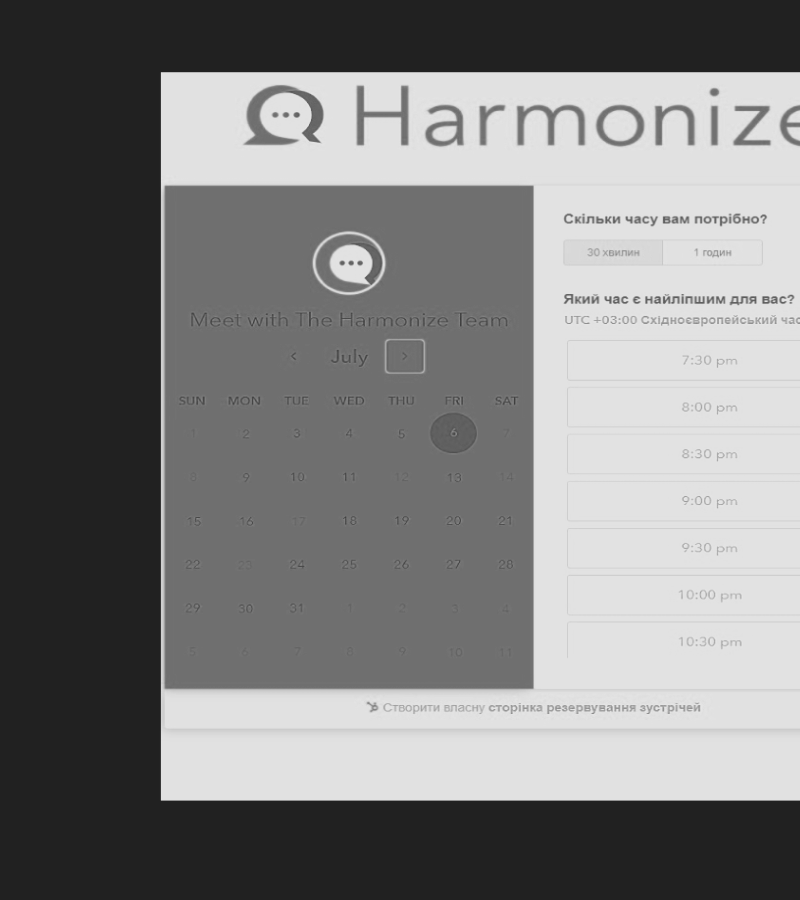 Harmonize
Meet with The Harmonize Team
July
SUN MON TUE WED THU FRI SAT
1 2 3 4 5 6 7
8 9 10 11 12 13 14
15 16 17 18 19 20 21
22 23 24 25 26 27 28
29 30 31 1 2 3 4
5 6 7 8 9 10 11
Скільки часу вам потрібно?
30 хвилин 1 годин
Який час є найліпшим для вас?
UTC +03:00 Східноєвропейський час
7:30 pm
8:00 pm
8:30 pm
9:00 pm
9:30 pm
10:00 pm
10:30 pm
Створити власну сторінка резервування зустрічей